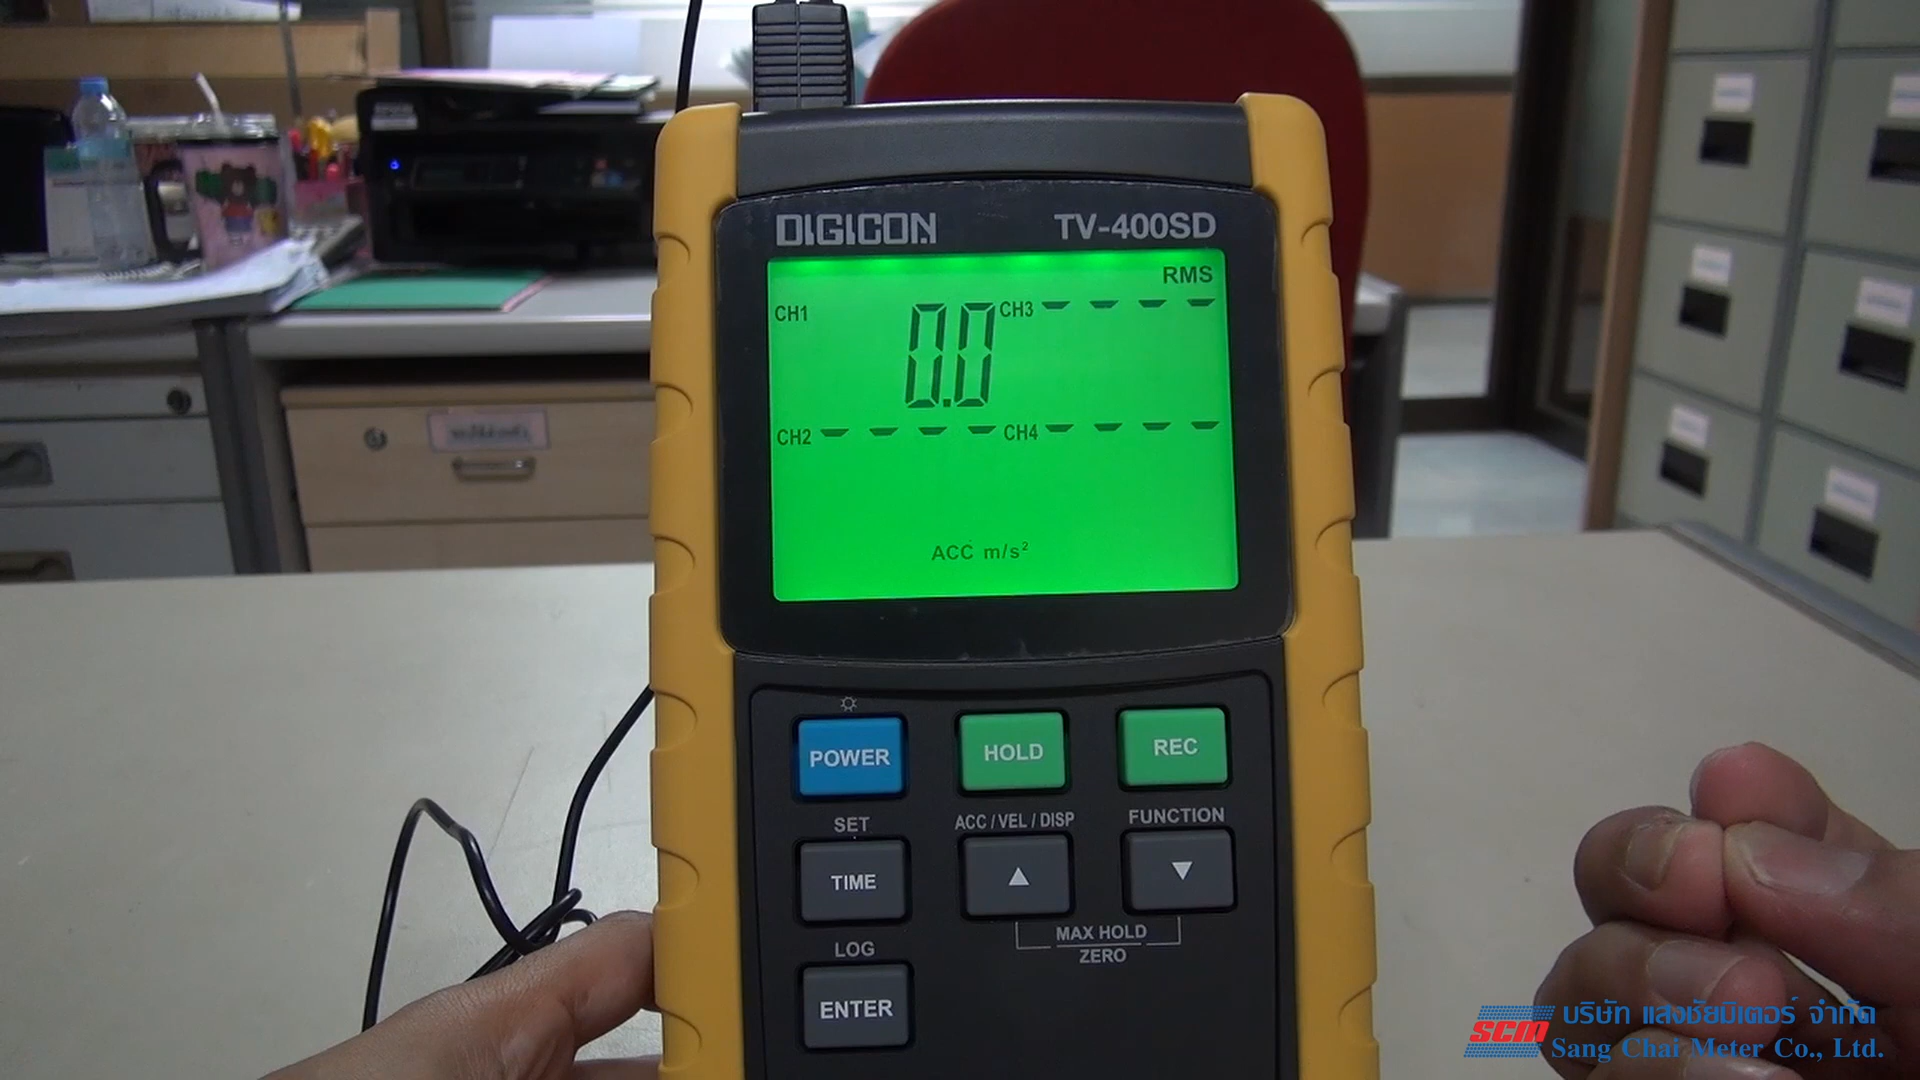 DIGICON TV-400SD
RMS
CH1 0.0 CH3 - - - -
CH2 - - - - CH4 - - - -
ACC m/s²
POWER HOLD REC
SET ACC / VEL / DISP FUNCTION
TIME ▲ ▼
MAX HOLD
LOG ZERO
ENTER
SCM บริษัท แสงชัยมิเตอร์ จำกัด
Sang Chai Meter Co., Ltd.